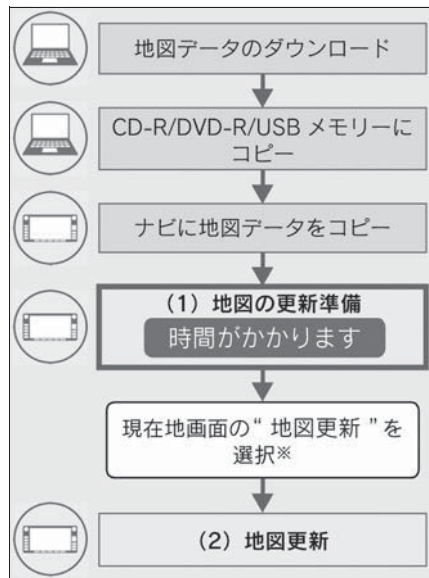 地図データのダウンロード
CD-R/DVD-R/USB メモリーに
コピー
ナビに地図データをコピー
(1) 地図の更新準備
時間がかかります
現在地画面の“ 地図更新 ”を
選択※
(2) 地図更新